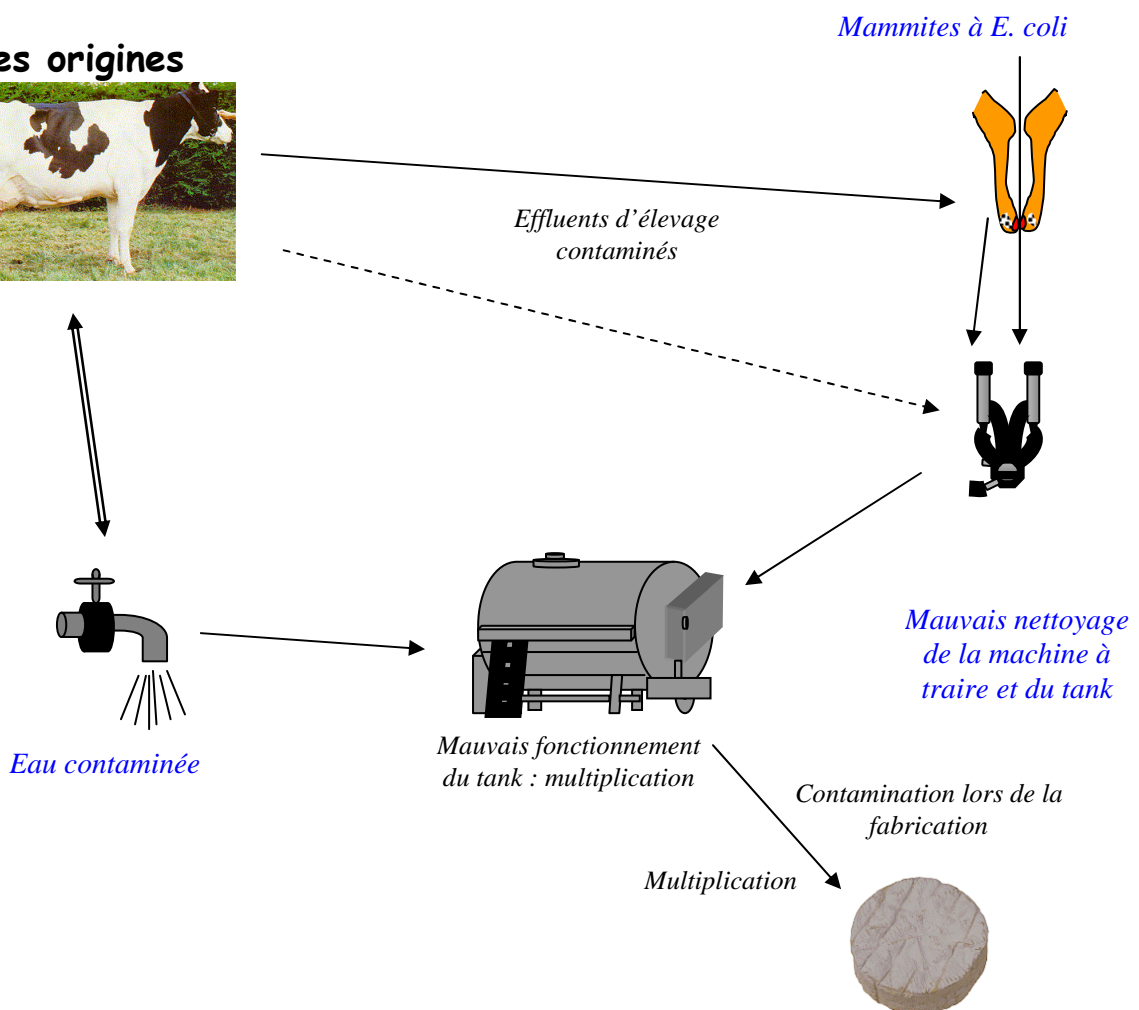 Mammites à E. coli
es origines
Effluents d’élevage
contaminés
Mauvais nettoyage
de la machine à
traire et du tank
Eau contaminée
Mauvais fonctionnement
du tank : multiplication
Contamination lors de la
fabrication
Multiplication